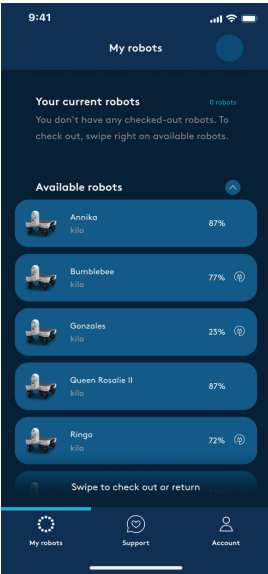 9:41
My robots
Your current robots 0 robots
You don't have any checked-out robots. To
check out, swipe right on available robots.
Available robots
Annika
kilo
87%
Bumblebee
kilo
77%
Gonzales
kilo
23%
Queen Rosalie II
kilo
87%
Ringo
kilo
72%
Swipe to check out or return
My robots Support Account